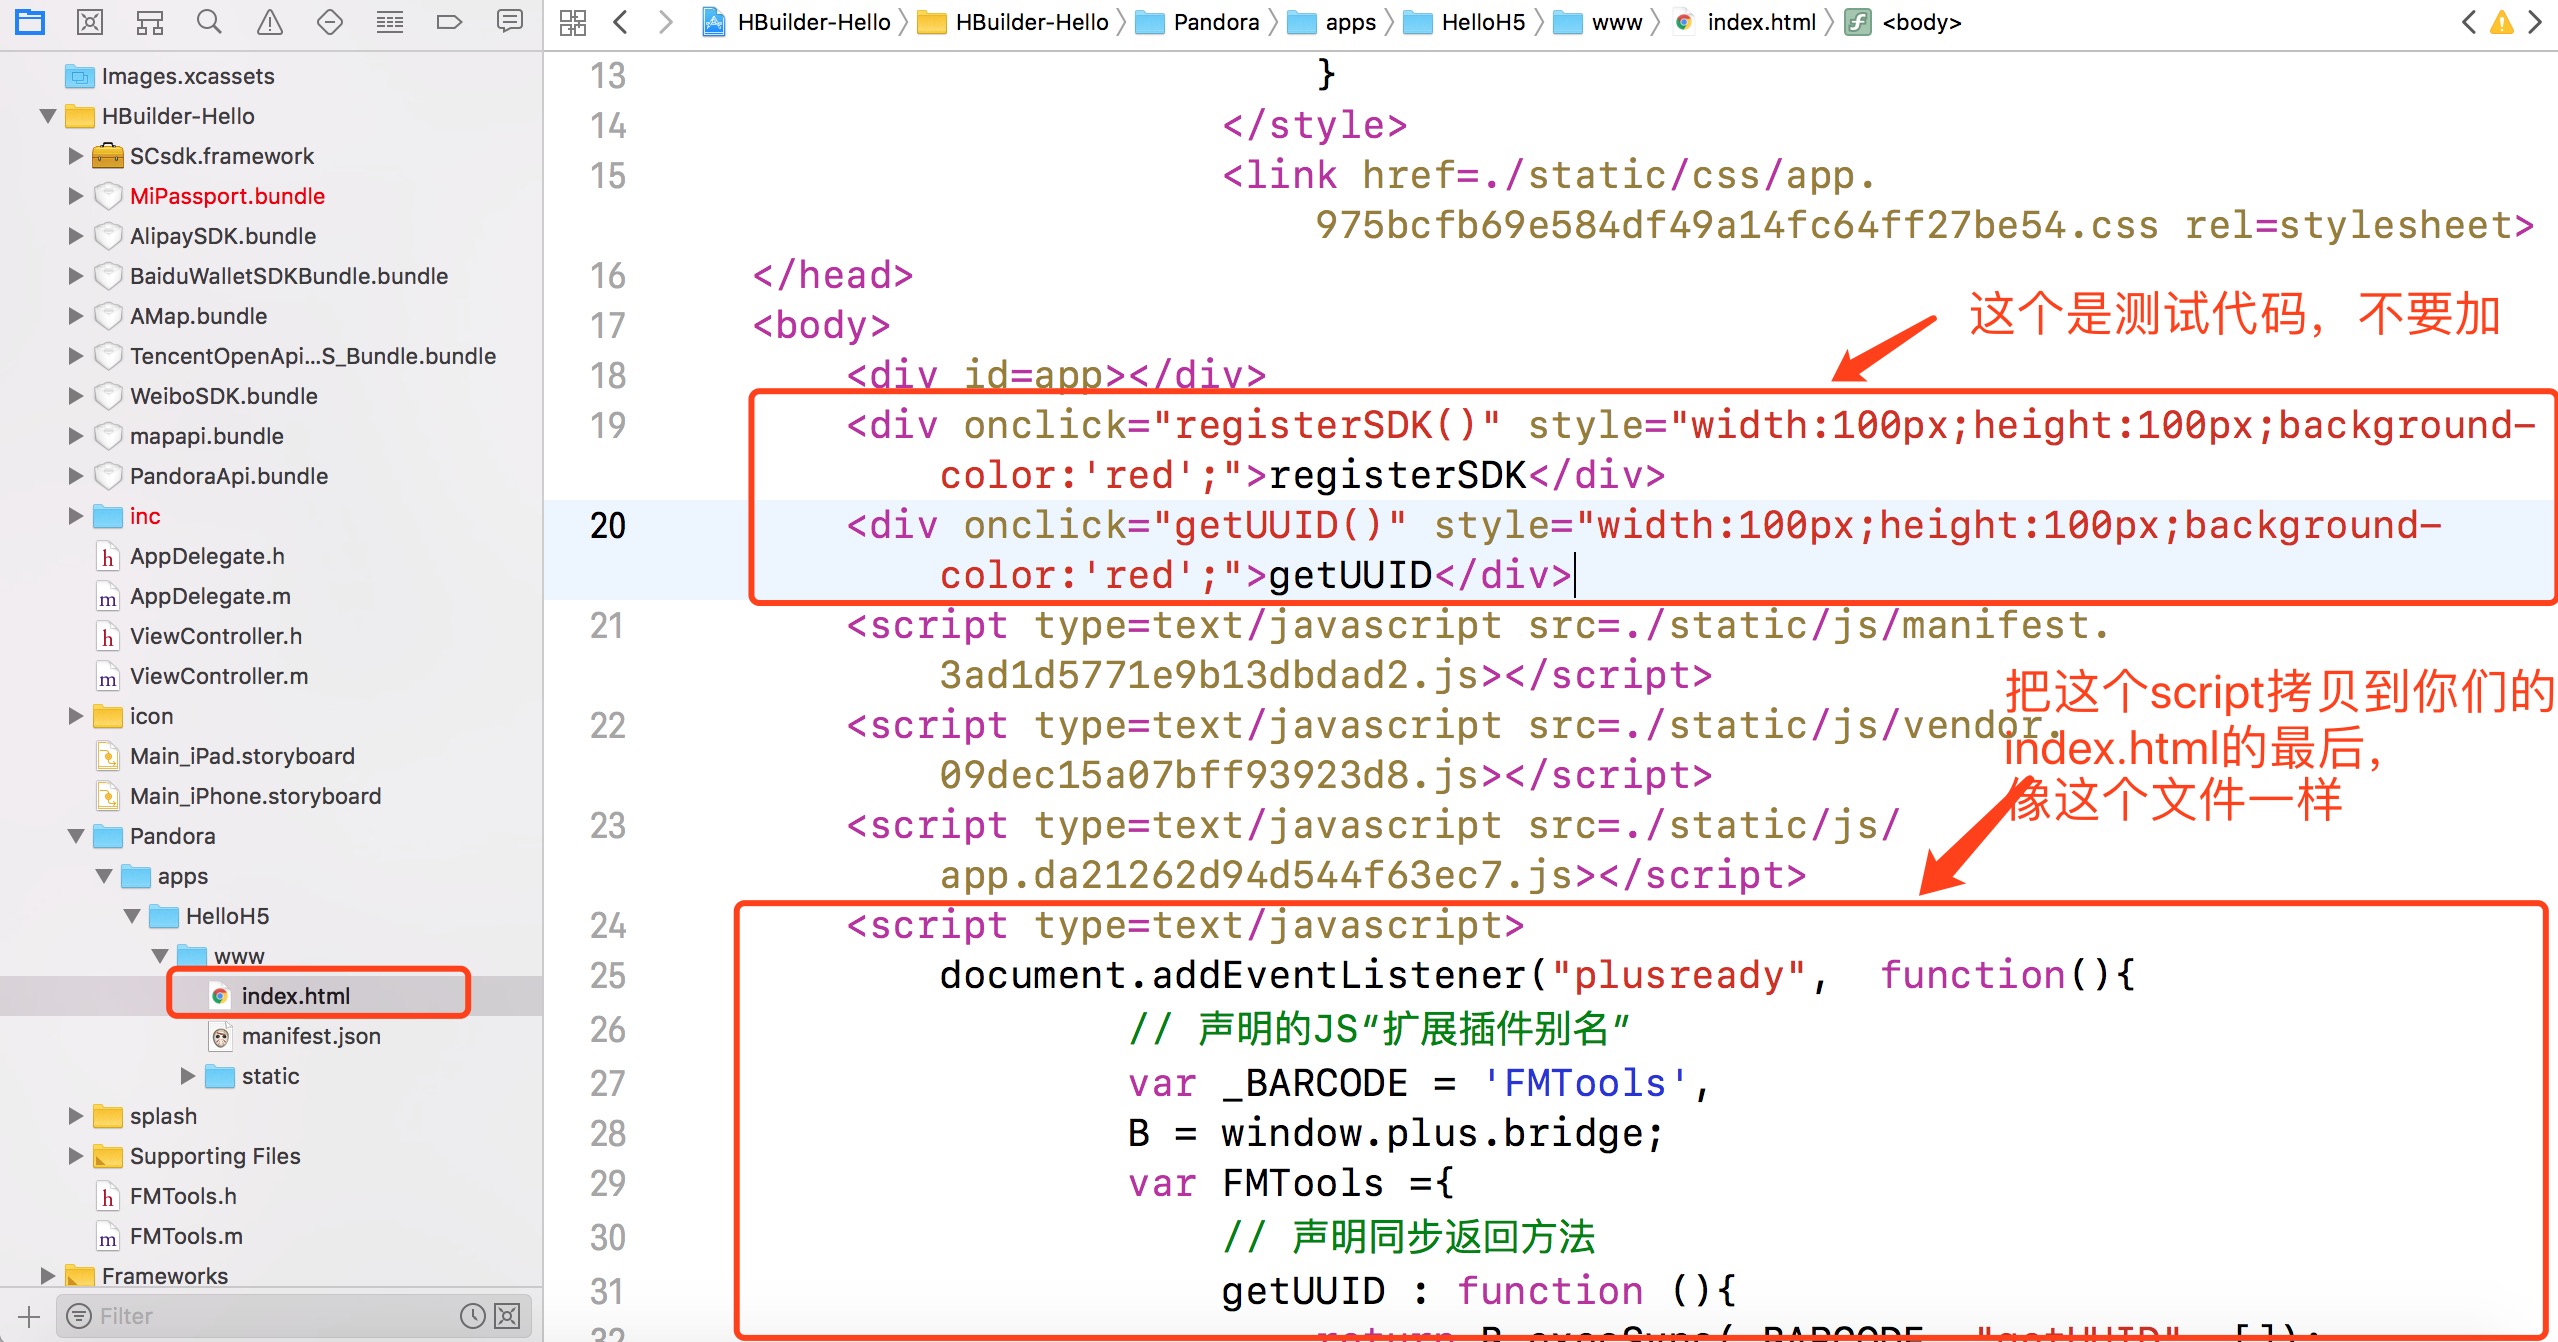 HBuilder-Hello HBuilder-Hello Pandora apps HelloH5 www index.html <body>
Images.xcassets
HBuilder-Hello
SCsdk.framework
MiPassport.bundle
AlipaySDK.bundle
BaiduWalletSDKBundle.bundle
AMap.bundle
TencentOpenApi...S_Bundle.bundle
WeiboSDK.bundle
mapapi.bundle
PandoraApi.bundle
inc
AppDelegate.h
AppDelegate.m
ViewController.h
ViewController.m
icon
Main_iPad.storyboard
Main_iPhone.storyboard
Pandora
apps
HelloH5
www
index.html
manifest.json
static
splash
Supporting Files
FMTools.h
FMTools.m
Frameworks
Filter
13 }
14 </style>
15 <link href=./static/css/app.
975bcfb69e584df49a14fc64ff27be54.css rel=stylesheet>
16 </head>
17 <body>
这个是测试代码，不要加
18 <div id=app></div>
19 <div onclick="registerSDK()" style="width:100px;height:100px;background-
color:'red';">registerSDK</div>
20 <div onclick="getUUID()" style="width:100px;height:100px;background-
color:'red';">getUUID</div>
21 <script type=text/javascript src=./static/js/manifest.
3ad1d5771e9b13dbdad2.js></script>
22 <script type=text/javascript src=./static/js/vendor.
09dec15a07bff93923d8.js></script>
23 <script type=text/javascript src=./static/js/
app.da21262d94d544f63ec7.js></script>
把这个script拷贝到你们的
index.html的最后，
像这个文件一样
24 <script type=text/javascript>
25 document.addEventListener("plusready", function(){
26 // 声明的JS“扩展插件别名”
27 var _BARCODE = 'FMTools',
28 B = window.plus.bridge;
29 var FMTools ={
30 // 声明同步返回方法
31 getUUID : function (){
32 return B.execSync(_BARCODE, "getUUID", []);